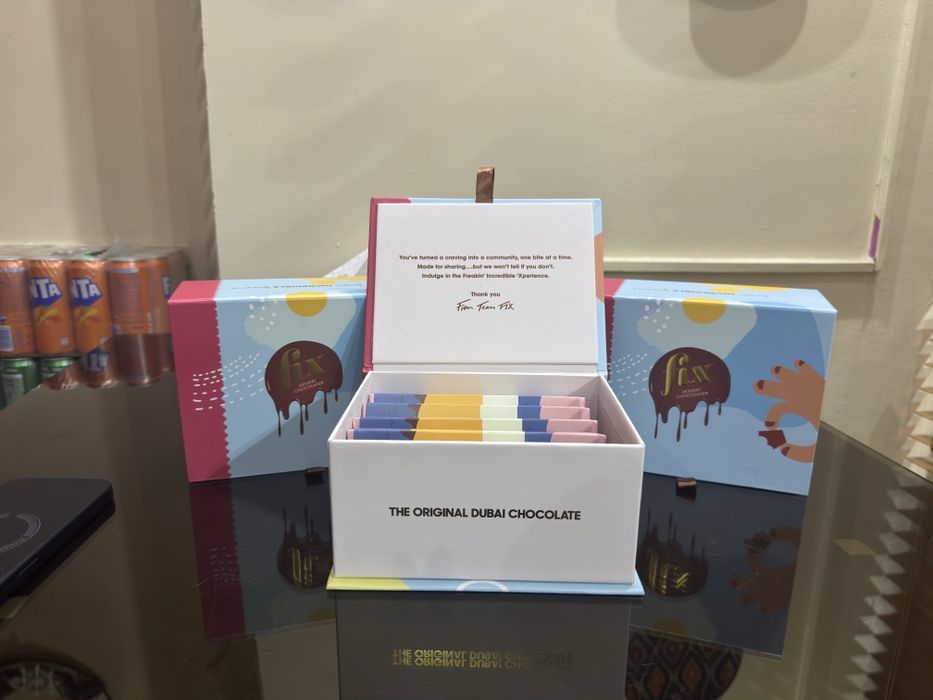 You've turned a craving into a community, one bite at a time.
Made for sharing....but we won't tell if you don't.
Indulge in the Freakin' Incredible 'Xperience.
Thank you
From Team FIX
fix
DESSERT
CHOCOLATIER
fix
DESSERT
CHOCOLATIER
THE ORIGINAL DUBAI CHOCOLATE
NTA
NTA
F